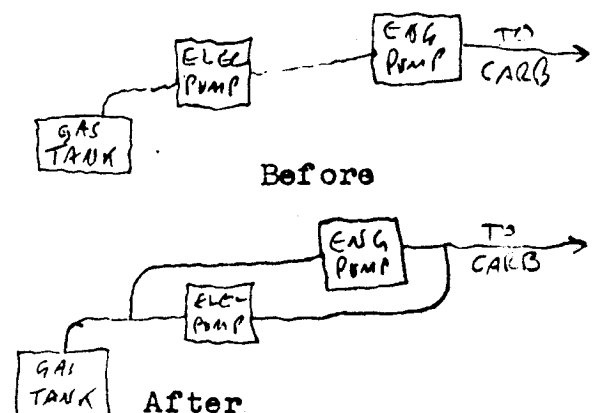 ENG
PUMP
TO
CARB
ELEC
PUMP
GAS
TANK
Before
ENG
PUMP
TO
CARB
ELEC
PUMP
GAS
TANK
After